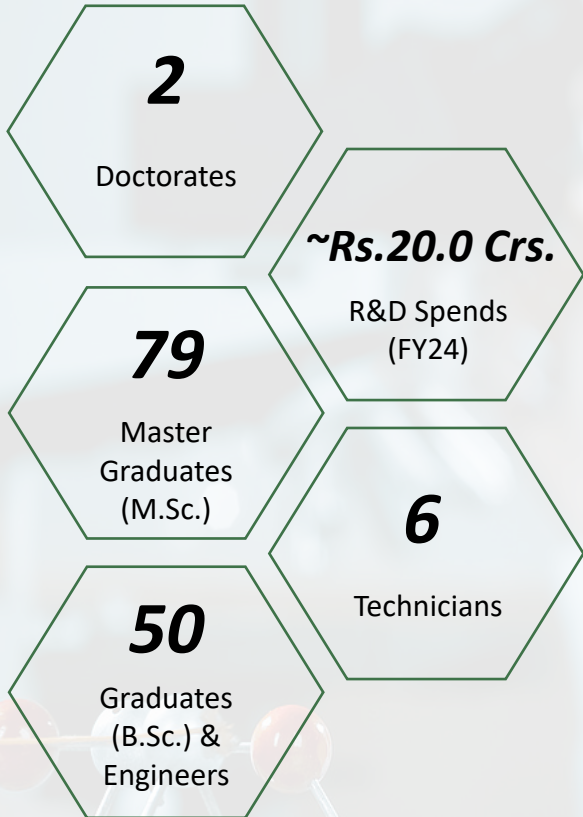 2
Doctorates
~Rs.20.0 Crs.
R&D Spends
(FY24)
79
Master
Graduates
(M.Sc.)
6
Technicians
50
Graduates
(B.Sc.) &
Engineers